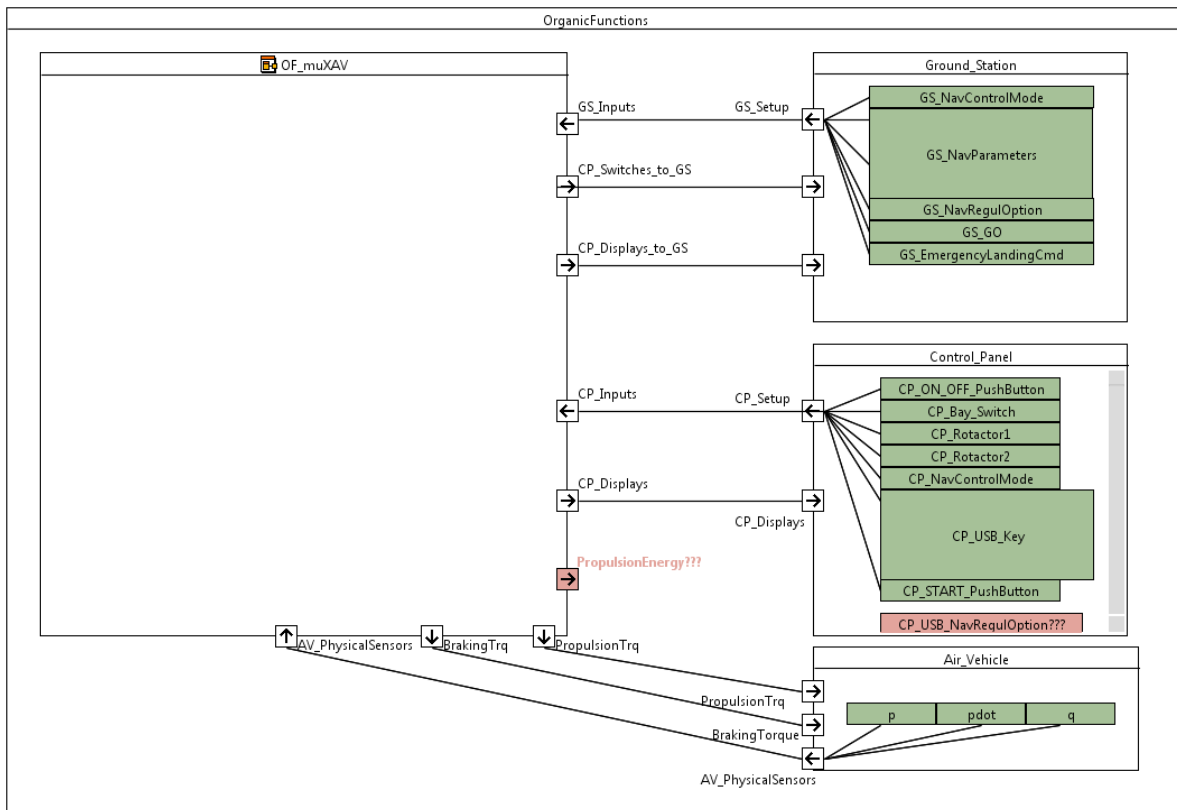 OrganicFunctions
OF_muXAV
Ground_Station
GS_Inputs
GS_Setup
GS_NavControlMode
GS_NavParameters
CP_Switches_to_GS
GS_NavRegulOption
GS_GO
CP_Displays_to_GS
GS_EmergencyLandingCmd
Control_Panel
CP_Inputs
CP_Setup
CP_ON_OFF_PushButton
CP_Bay_Switch
CP_Rotactor1
CP_Rotactor2
CP_NavControlMode
CP_Displays
CP_Displays
CP_USB_Key
PropulsionEnergy???
CP_START_PushButton
CP_USB_NavRegulOption???
AV_PhysicalSensors
BrakingTrq
PropulsionTrq
Air_Vehicle
PropulsionTrq
p
pdot
q
BrakingTorque
AV_PhysicalSensors